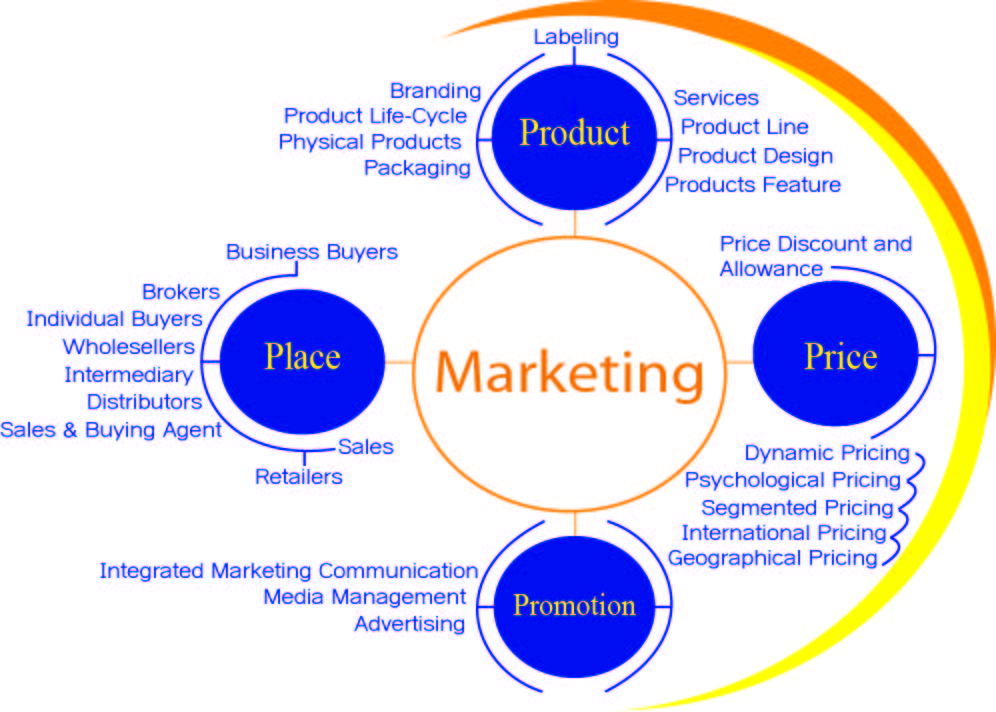 Labeling
Branding
Product Life-Cycle
Physical Products
Packaging
Product
Services
Product Line
Product Design
Products Feature
Business Buyers
Brokers
Individual Buyers
Wholesellers
Intermediary
Distributors
Sales & Buying Agent
Sales
Retailers
Place
Marketing
Price Discount and
Allowance
Price
Dynamic Pricing
Psychological Pricing
Segmented Pricing
International Pricing
Geographical Pricing
Integrated Marketing Communication
Media Management
Advertising
Promotion